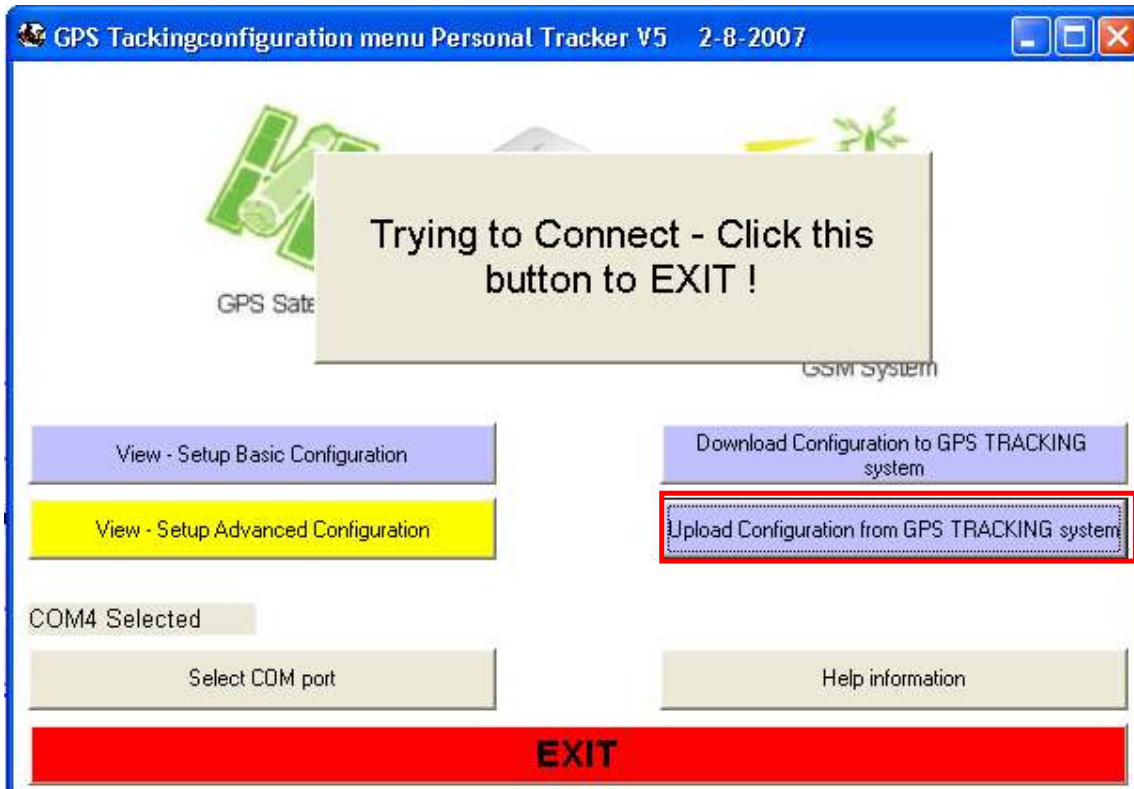 GPS Tackingconfiguration menu Personal Tracker V5 2-8-2007
Trying to Connect - Click this
button to EXIT !
GPS
GSM System
View - Setup Basic Configuration
Download Configuration to GPS TRACKING
system
View - Setup Advanced Configuration
Upload Configuration from GPS TRACKING system
COM4 Selected
Select COM port
Help information
EXIT